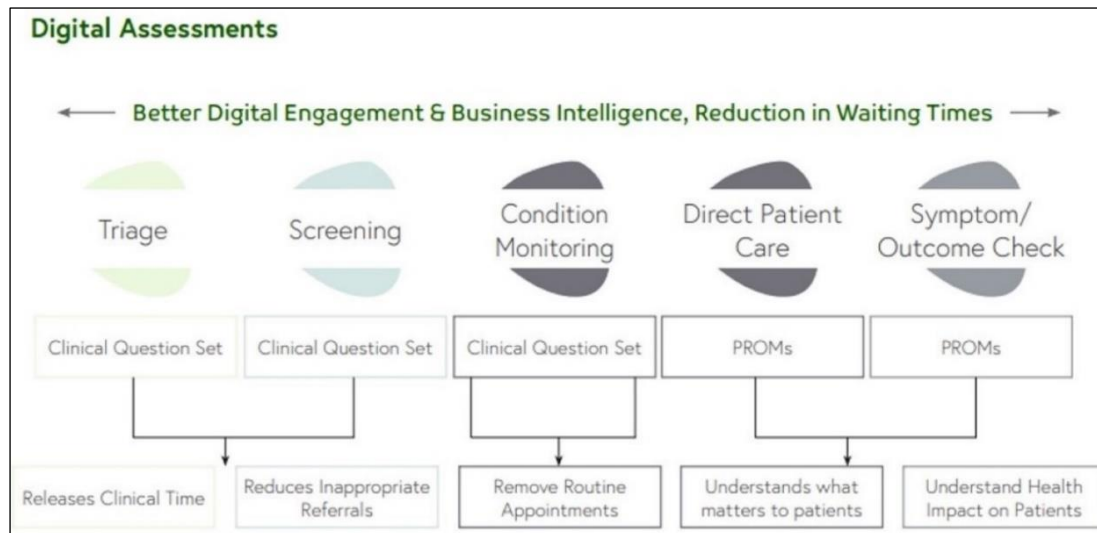 Digital Assessments
Better Digital Engagement & Business Intelligence, Reduction in Waiting Times
Triage
Screening
Condition
Monitoring
Direct Patient
Care
Symptom/
Outcome Check
Clinical Question Set
Clinical Question Set
Clinical Question Set
PROMs
PROMs
Releases Clinical Time
Reduces Inappropriate
Referrals
Remove Routine
Appointments
Understands what
matters to patients
Understand Health
Impact on Patients